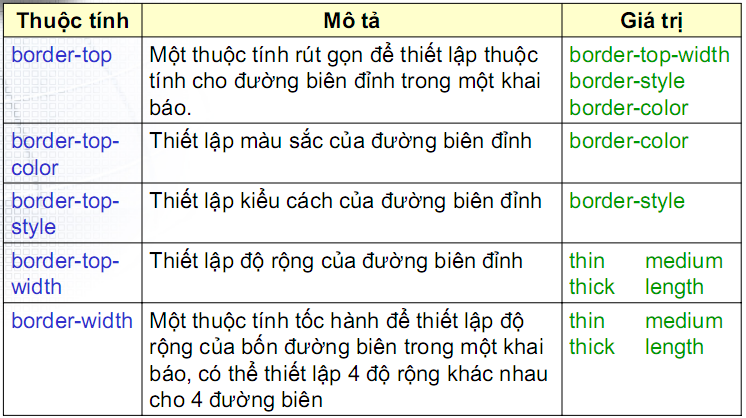 Thuộc tính Mô tả Giá trị
border-top Một thuộc tính rút gọn để thiết lập thuộc border-top-width
tính cho đường biên đỉnh trong một khai border-style
báo. border-color
border-top- Thiết lập màu sắc của đường biên đỉnh border-color
color
border-top- Thiết lập kiểu cách của đường biên đỉnh border-style
style
border-top- Thiết lập độ rộng của đường biên đỉnh thin medium
width thick length
border-width Một thuộc tính tốc hành để thiết lập độ thin medium
rộng của bốn đường biên trong một khai thick length
báo, có thể thiết lập 4 độ rộng khác nhau
cho 4 đường biên